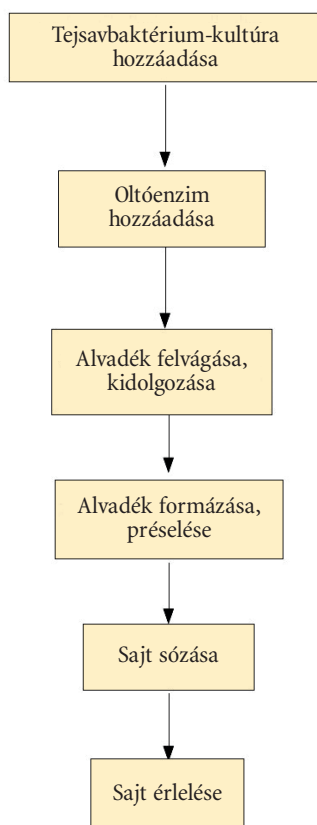 Tejsavbaktérium-kultúra
hozzáadása
Oltóenzim
hozzáadása
Alvadék felvágása,
kidolgozása
Alvadék formázása,
préselése
Sajt sózása
Sajt érlelése